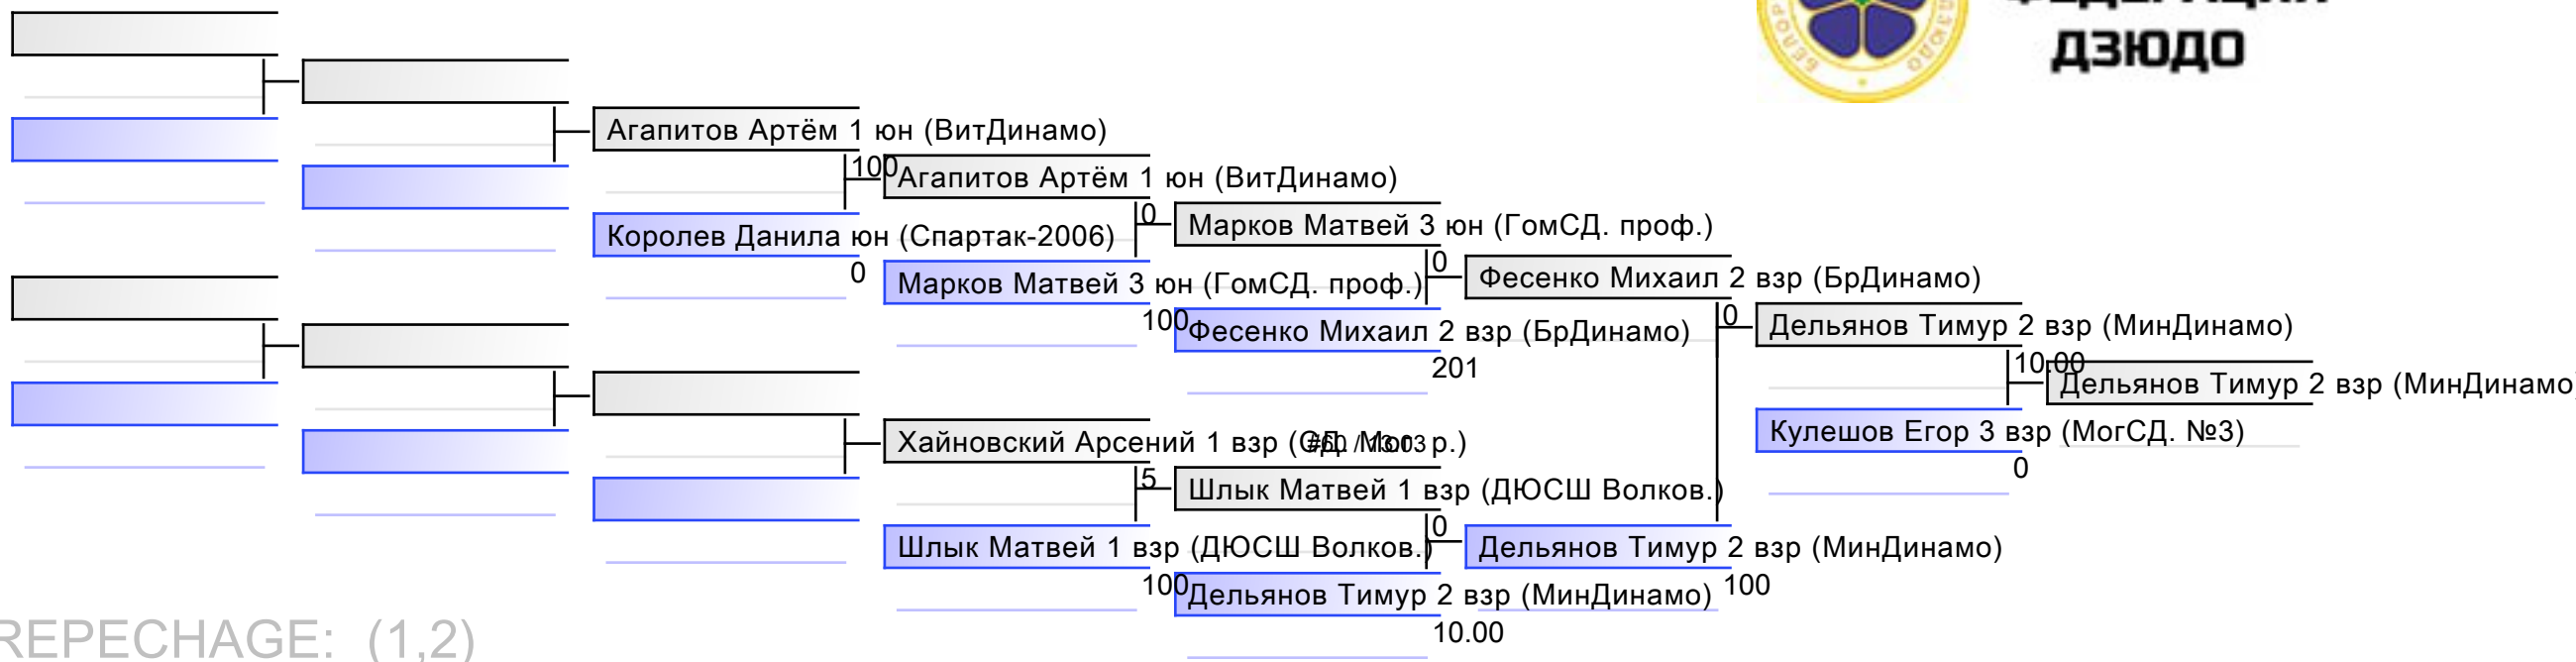 ДЗЮДО
Агапитов Артём 1 юн (ВитДинамо)
100
Агапитов Артём 1 юн (ВитДинамо)
0
Марков Матвей 3 юн (ГомСД. проф.)
Королев Данила юн (Спартак-2006)
0
0
Фесенко Михаил 2 взр (БрДинамо)
Марков Матвей 3 юн (ГомСД. проф.)
100
Фесенко Михаил 2 взр (БрДинамо)
0
Дельянов Тимур 2 взр (МинДинамо)
201
10.00
Дельянов Тимур 2 взр (МинДинамо
Хайновский Арсений 1 взр (СД. Мог. р.)
Кулешов Егор 3 взр (МогСД. №3)
0
5
Шлык Матвей 1 взр (ДЮСШ Волков.)
0
Шлык Матвей 1 взр (ДЮСШ Волков.)
Дельянов Тимур 2 взр (МинДинамо)
100
100
Дельянов Тимур 2 взр (МинДинамо)
10.00
REPECHAGE: (1,2)